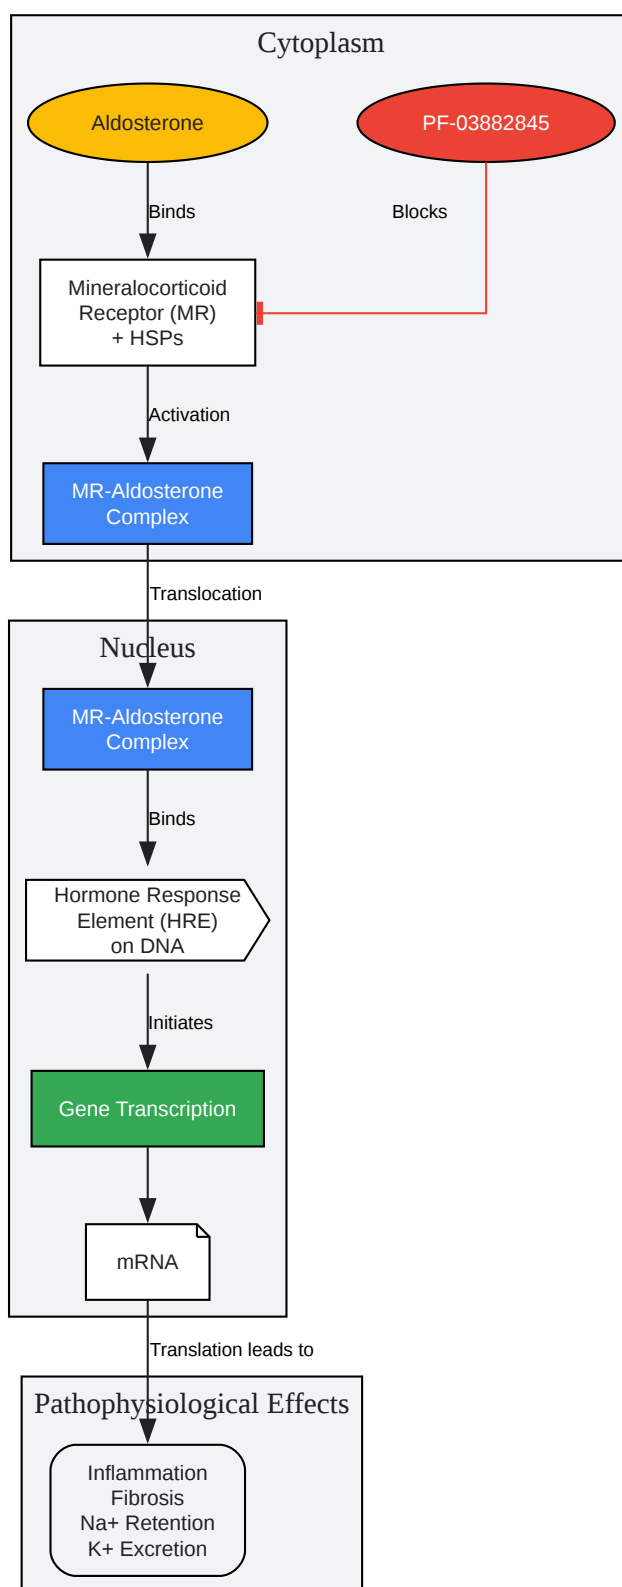 Cytoplasm
Aldosterone
PF-03882845
Binds
Blocks
Mineralocorticoid
Receptor (MR)
+ HSPs
Activation
MR-Aldosterone
Complex
Translocation
Nucleus
MR-Aldosterone
Complex
Binds
Hormone Response
Element (HRE)
on DNA
Initiates
Gene Transcription
mRNA
Translation leads to
Pathophysiological Effects
Inflammation
Fibrosis
Na+ Retention
K+ Excretion